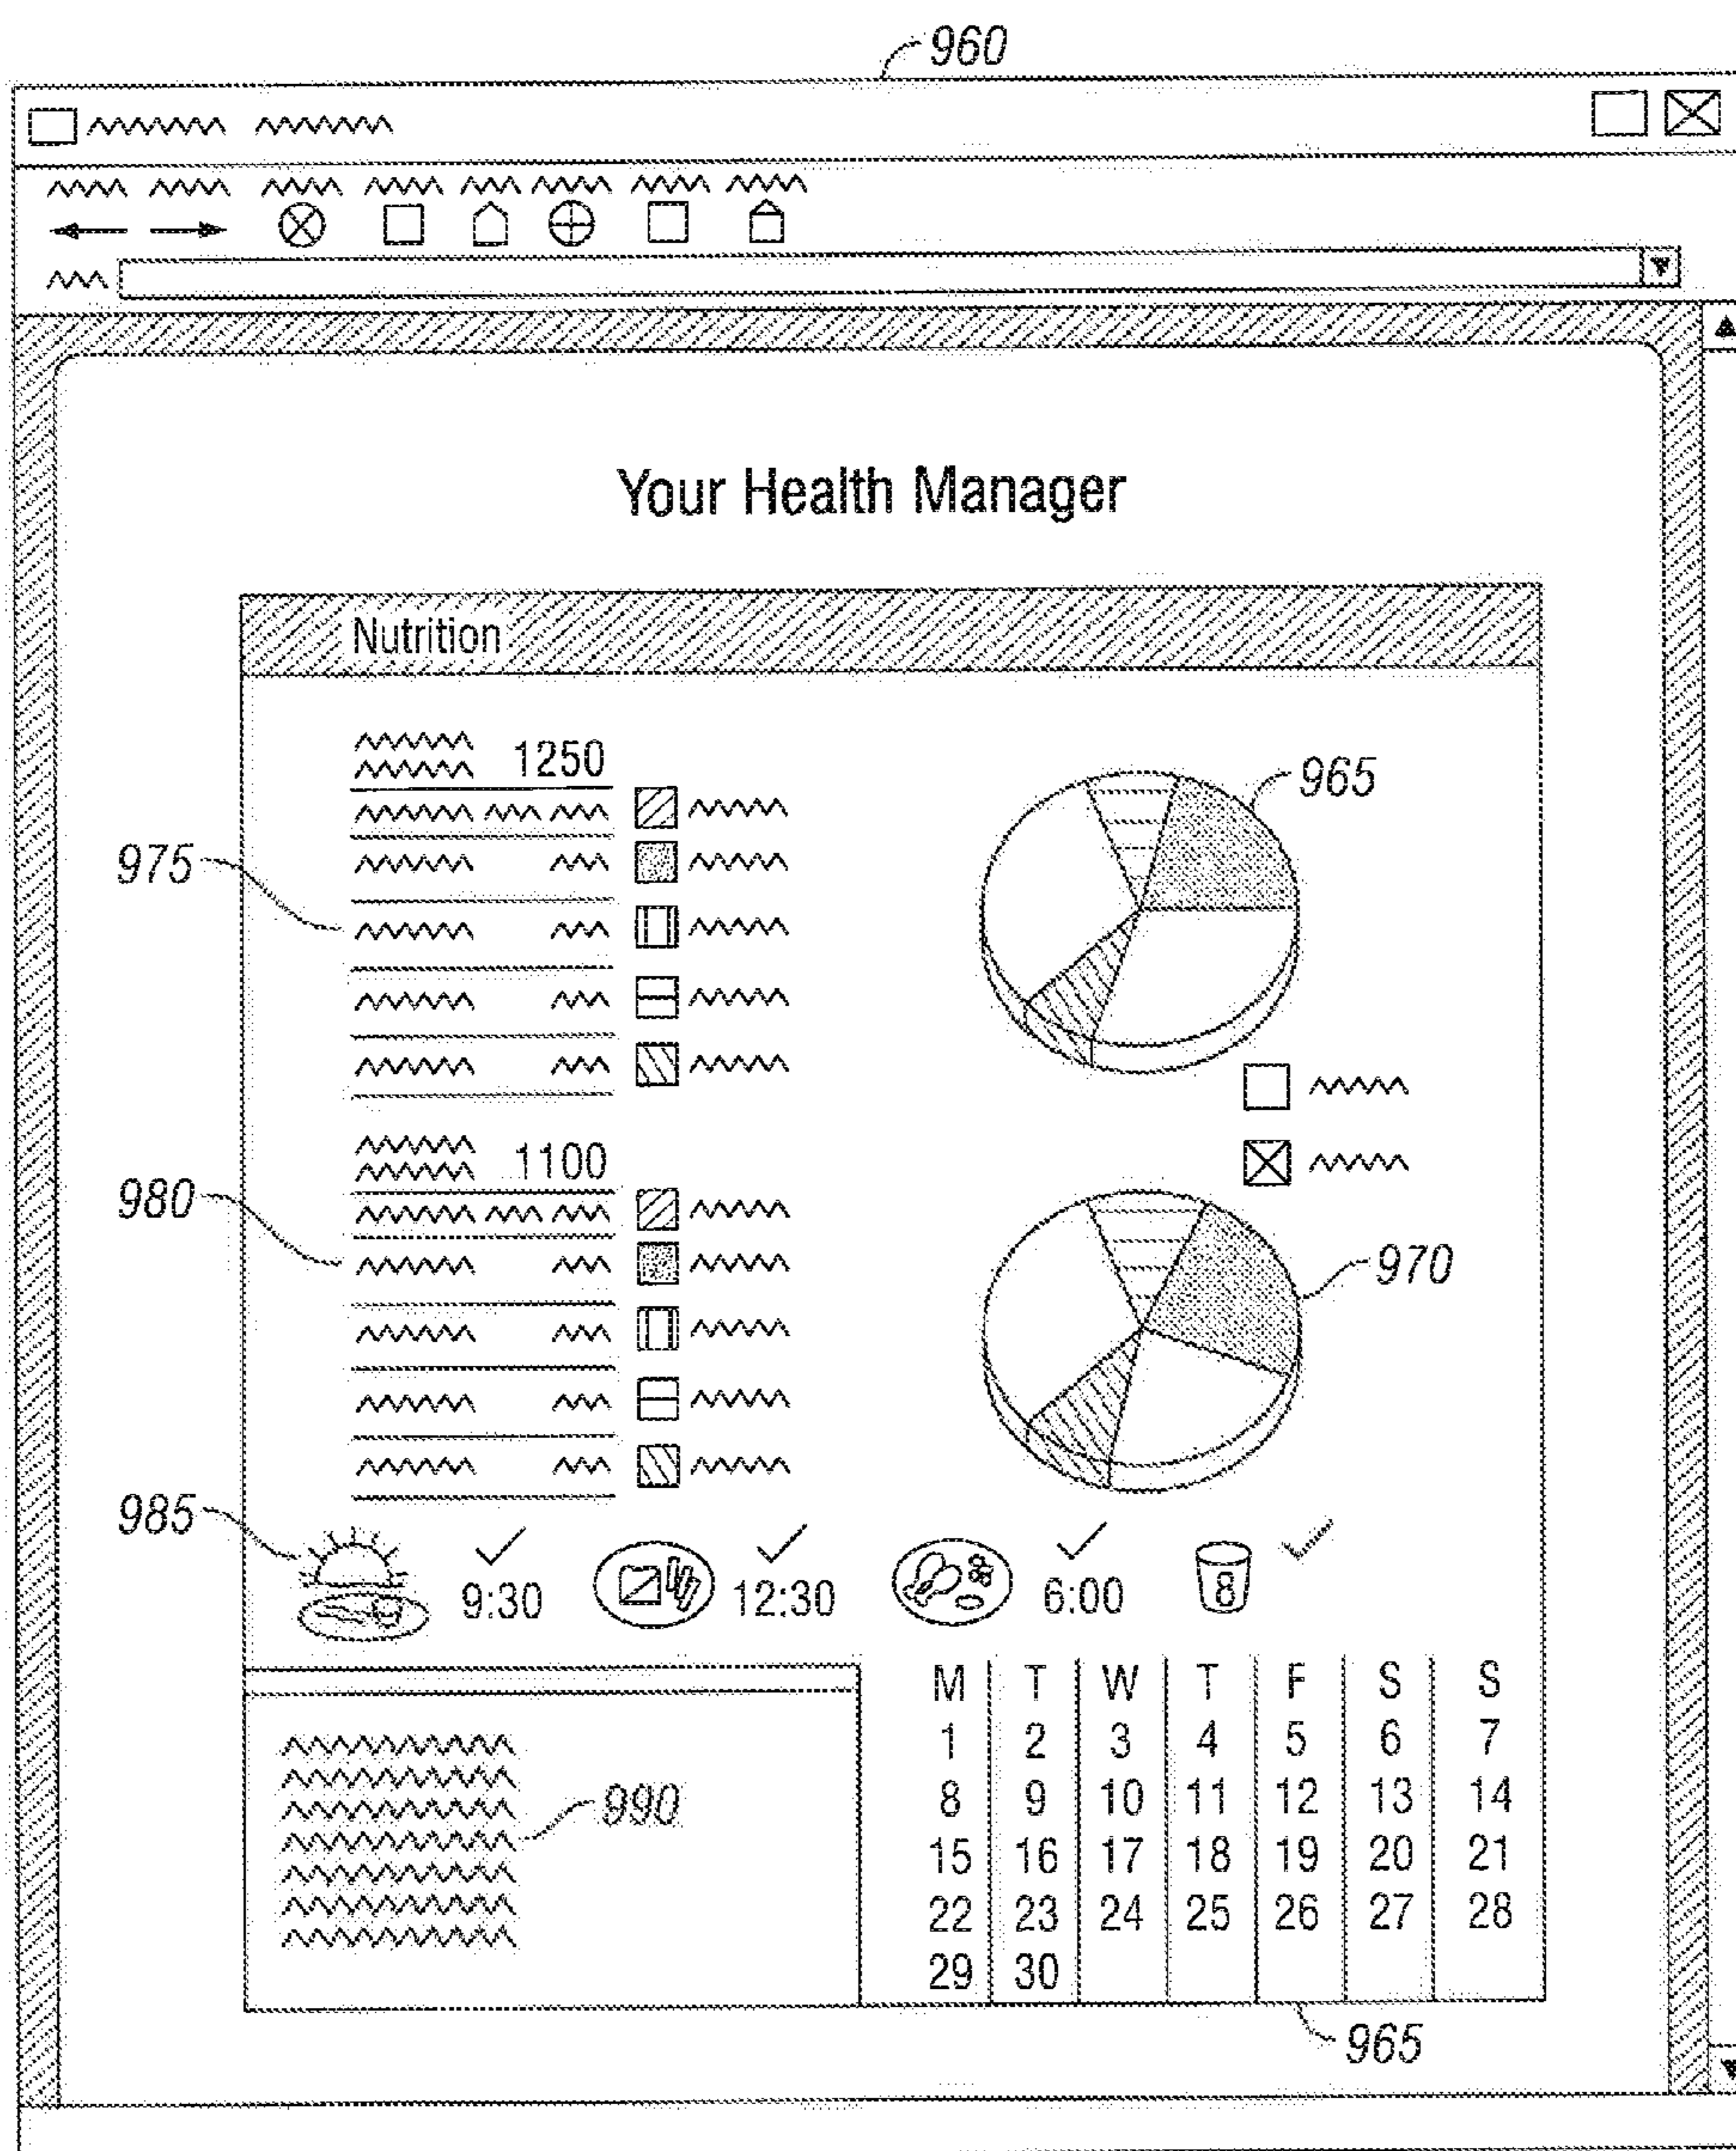 960
Your Health Manager
Nutrition
1250
965
975
1100
980
970
985
9:30 12:30 6:00 8
M T W T F S S
1 2 3 4 5 6 7
8 9 10 11 12 13 14
15 16 17 18 19 20 21
22 23 24 25 26 27 28
29 30
990
965